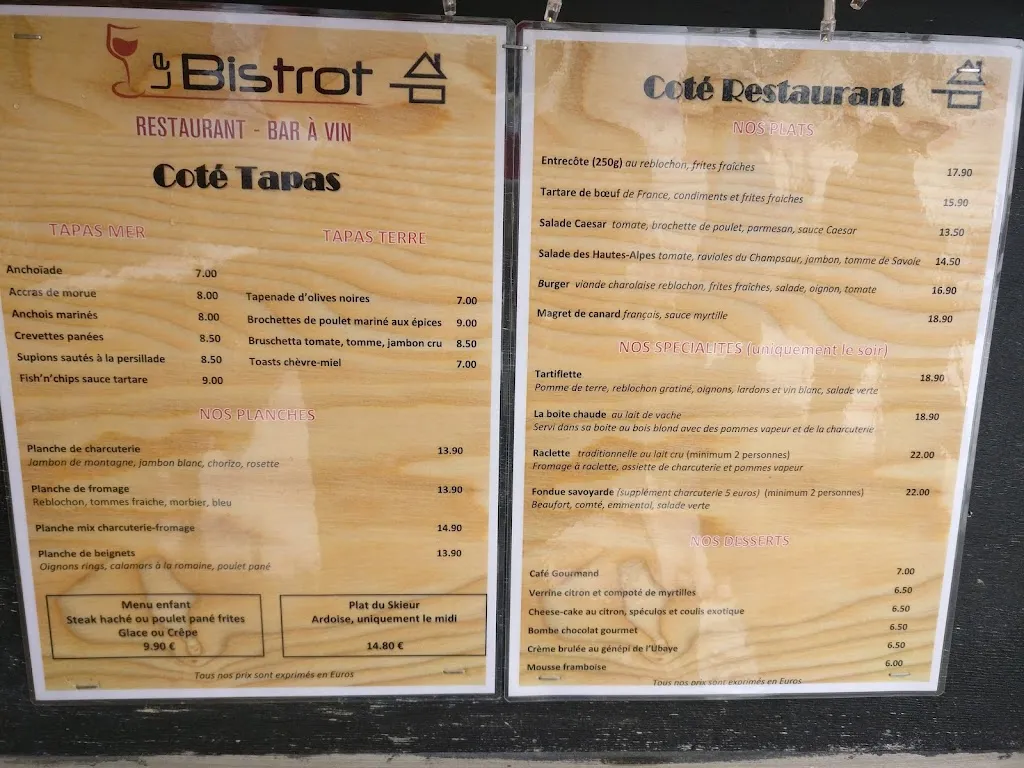 Le Bistrot
RESTAURANT - BAR À VIN
Coté Tapas
TAPAS MER
Anchoïade 7.00
Accras de morue 8.00
Anchois marinés 8.00
Crevettes panées 8.50
Supions sautés à la persillade 8.50
Fish'n'chips sauce tartare 9.00
TAPAS TERRE
Tapenade d'olives noires 7.00
Brochettes de poulet mariné aux épices 9.00
Bruschetta tomate, tomme, jambon cru 8.50
Toasts chèvre-miel 7.00
NOS PLANCHES
Planche de charcuterie 13.90
Jambon de montagne, jambon blanc, chorizo, rosette
Planche de fromage 13.90
Reblochon, tommes fraiche, morbier, bleu
Planche mix charcuterie-fromage 14.90
Planche de beignets 13.90
Oignons rings, calamars à la romaine, poulet pané
Menu enfant
Steak haché ou poulet pané frites
Glace ou Crêpe
9.90 €
Plat du Skieur
Ardoise, uniquement le midi
14.80 €
Tous nos prix sont exprimés en Euros
Coté Restaurant
NOS PLATS
Entrecôte (250g) au reblochon, frites fraîches 17.90
Tartare de bœuf de France, condiments et frites fraiches 15.90
Salade Caesar tomate, brochette de poulet, parmesan, sauce Caesar 13.50
Salade des Hautes-Alpes tomate, ravioles du Champsaur, jambon, tomme de Savoie 14.50
Burger viande charolaise reblochon, frites fraîches, salade, oignon, tomate 16.90
Magret de canard français, sauce myrtille 18.90
NOS SPECIALITES (uniquement le soir)
Tartiflette 18.90
Pomme de terre, reblochon gratiné, oignons, lardons et vin blanc, salade verte
La boite chaude au lait de vache 18.90
Servi dans sa boite au bois blond avec des pommes vapeur et de la charcuterie
Raclette traditionnelle au lait cru (minimum 2 personnes) 22.00
Fromage à raclette, assiette de charcuterie et pommes vapeur
Fondue savoyarde (supplément charcuterie 5 euros) (minimum 2 personnes) 22.00
Beaufort, comté, emmental, salade verte
NOS DESSERTS
Café Gourmand 7.00
Verrine citron et compoté de myrtilles 6.50
Cheese-cake au citron, spéculos et coulis exotique 6.50
Bombe chocolat gourmet 6.50
Crème brulée au génépi de l'Ubaye 6.50
Mousse framboise 6.00
Tous nos prix sont exprimés en Euros